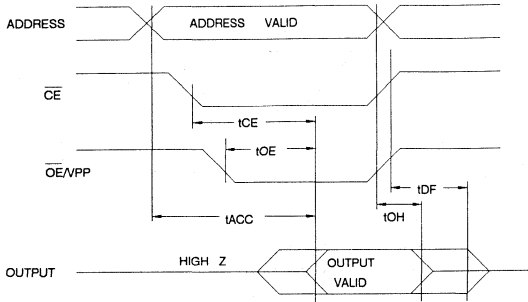 ADDRESS
ADDRESS VALID
CE
tCE
tOE
OE/VPP
tDF
tOH
tACC
HIGH Z
OUTPUT
OUTPUT
VALID